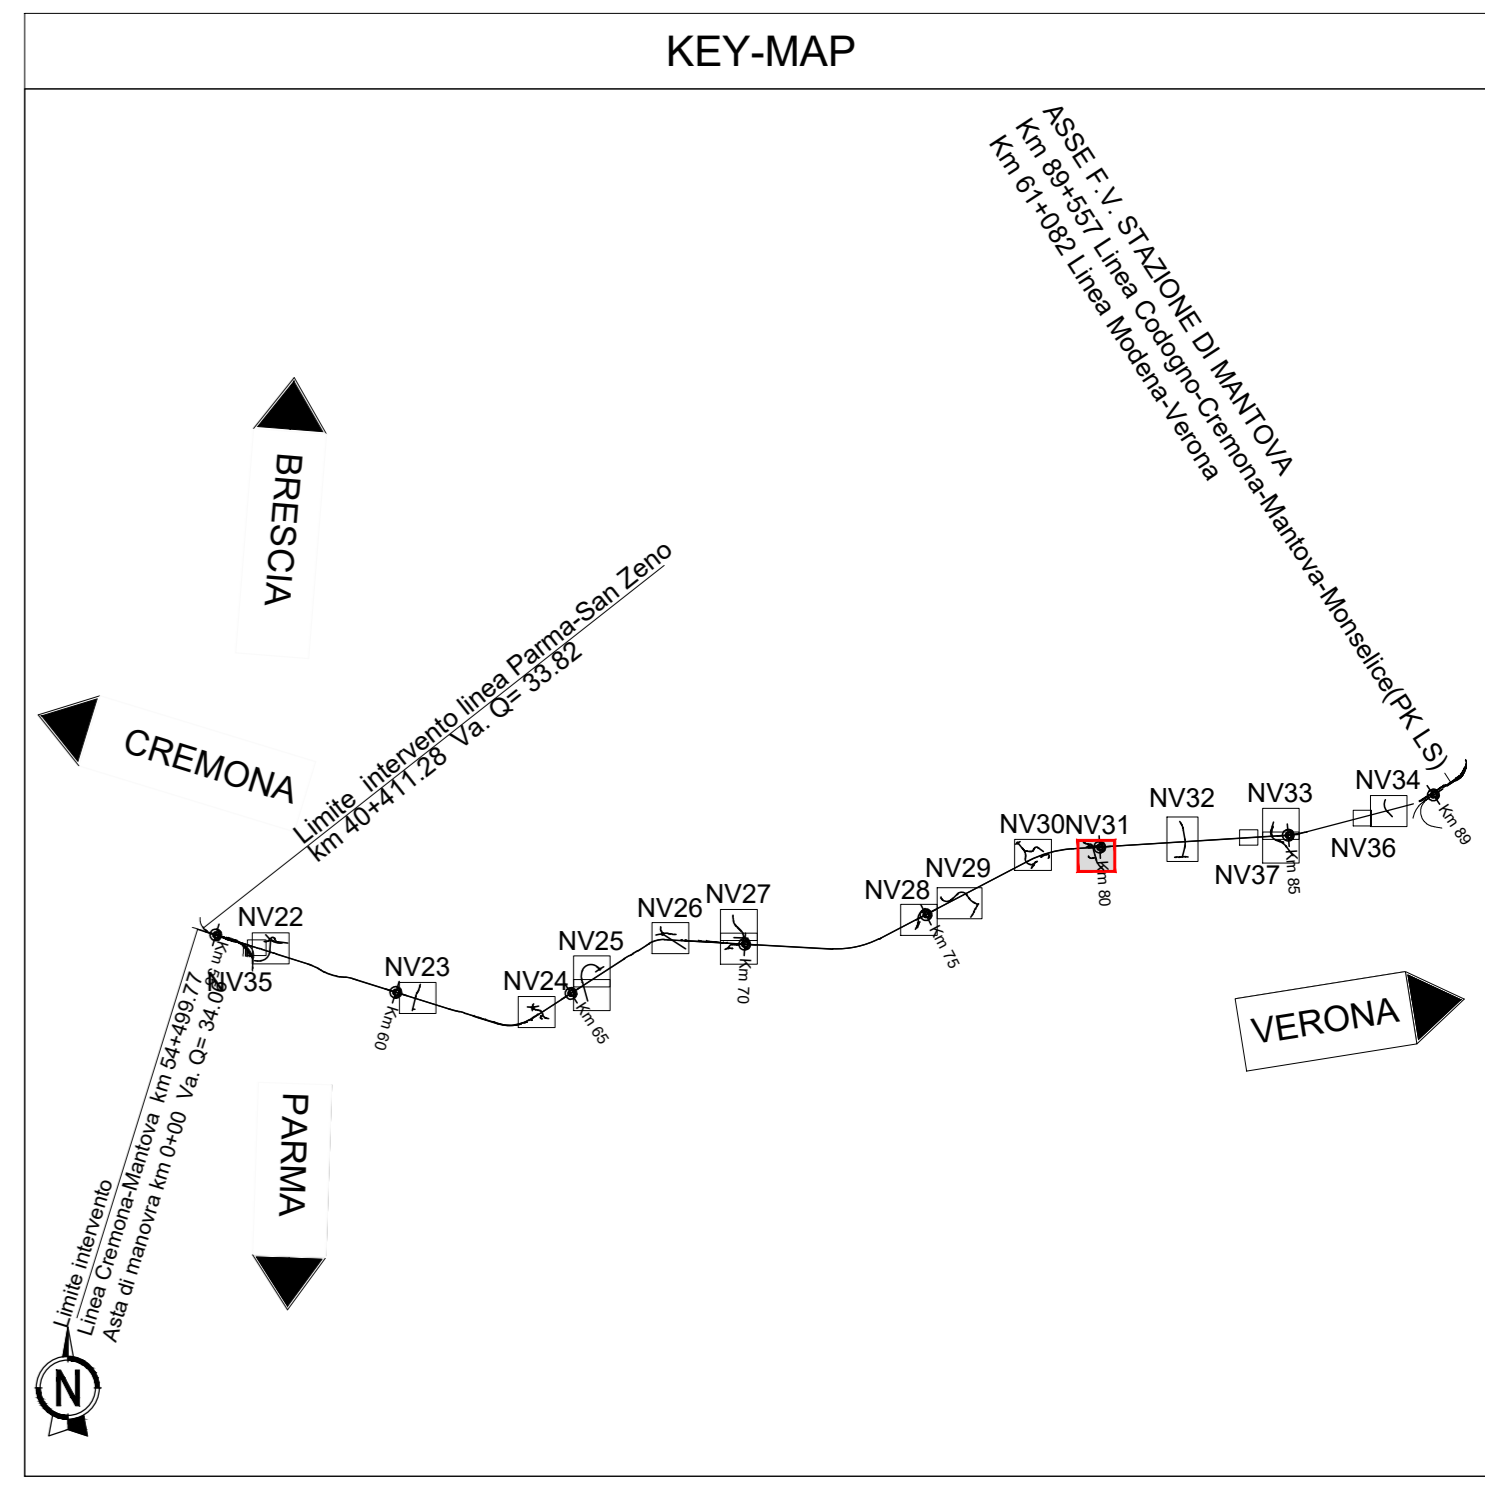 KEY-MAP
ASSE F.V. STAZIONE DI MANTOVA
Km 89+557 Linea Codogno-Cremona-Mantova-Monselice(PK LS)
Km 61+082 Linea Modena-Verona
BRESCIA
Limite intervento linea Parma-San Zeno
km 40+411.28 Va. Q= 33.82
CREMONA
NV34
NV33
NV32
NV31
NV30
NV36
NV37
Km 89
Km 85
Km 80
NV29
NV28
Km 75
NV27
NV26
Km 70
NV25
NV24
Km 65
NV22
NV35
NV23
Km 60
VERONA
PARMA
Limite intervento
Linea Cremona-Mantova km 54+499.77
Asta di manovra km 0+00 Va. Q= 34.0
N